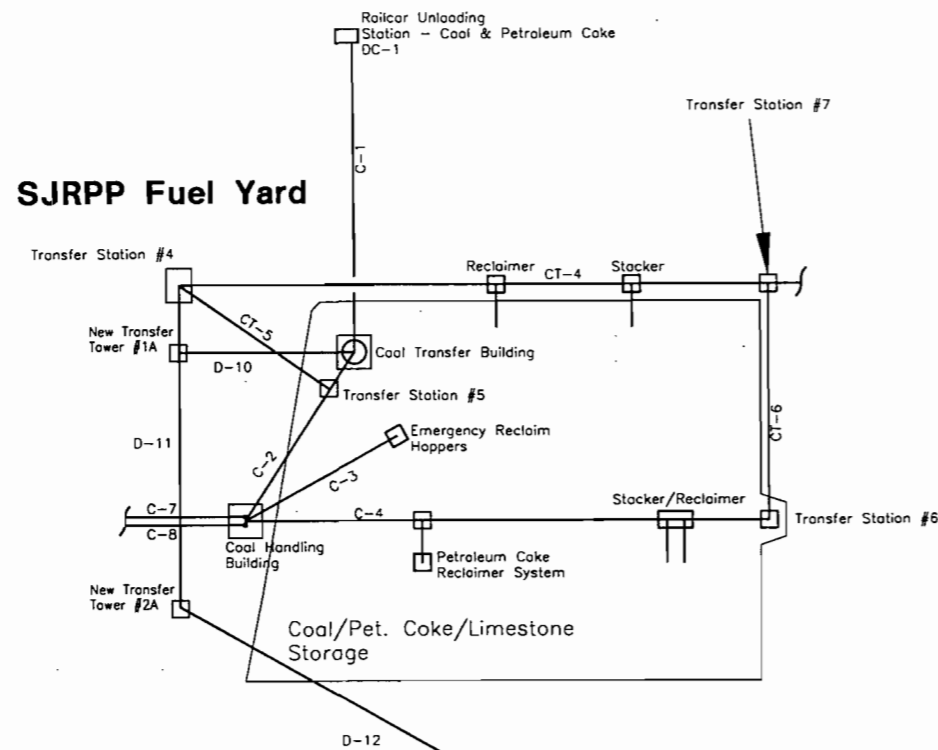 Railcar Unloading
Station - Coal & Petroleum Coke
DC-1
Transfer Station #7
C-1
SJRPP Fuel Yard
Transfer Station #4
Reclaimer
CT-4
Stacker
New Transfer
Tower #1A
CT-5
D-10
Coal Transfer Building
Transfer Station #5
CT-6
D-11
C-2
Emergency Reclaim
Hoppers
C-3
C-7
C-8
C-4
Stacker/Reclaimer
Transfer Station #6
Coal Handling
Building
Petroleum Coke
Reclaimer System
New Transfer
Tower #2A
Coal/Pet. Coke/Limestone
Storage
D-12